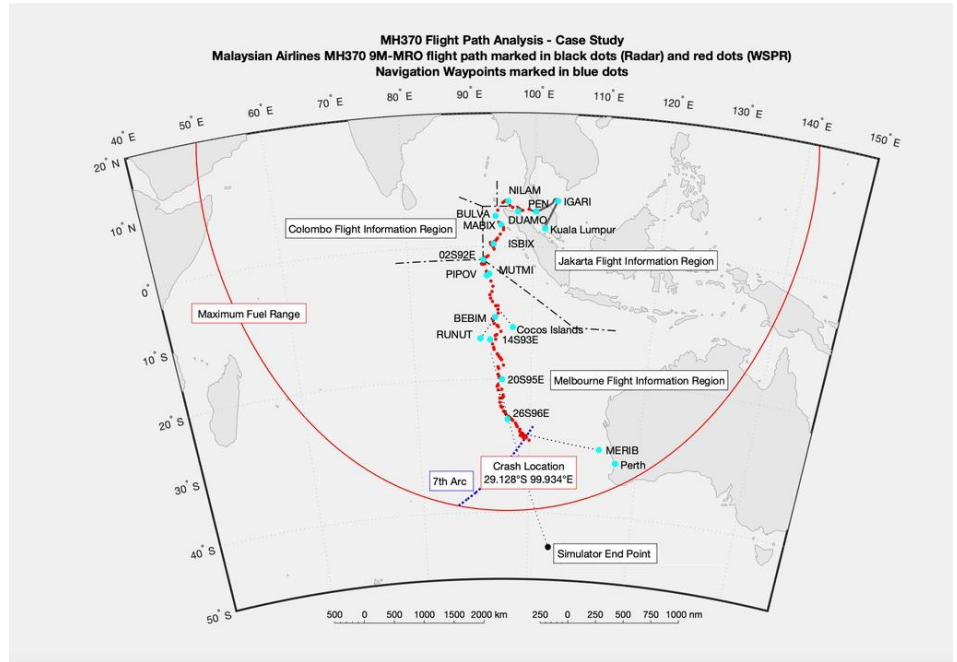 MH370 Flight Path Analysis - Case Study
Malaysian Airlines MH370 9M-MRO flight path marked in black dots (Radar) and red dots (WSPR)
Navigation Waypoints marked in blue dots
40° E
50° E
60° E
70° E
80° E
90° E
100° E
110° E
120° E
130° E
140° E
150° E
20° N
10° N
0° N
10° S
20° S
30° S
40° S
50° S
NILAM
PEN
IGARI
BULVA
DUAMO
MABIX
Kuala Lumpur
Colombo Flight Information Region
ISBIX
02S92E
Jakarta Flight Information Region
PIPOV
MUTMI
Maximum Fuel Range
BEBIM
Cocos Islands
RUNUT
14S93E
20S95E
Melbourne Flight Information Region
26S96E
MERIB
Perth
Crash Location
29.128°S 99.934°E
7th Arc
Simulator End Point
500 0 500 1000 1500 2000 km
250 0 250 500 750 1000 nm